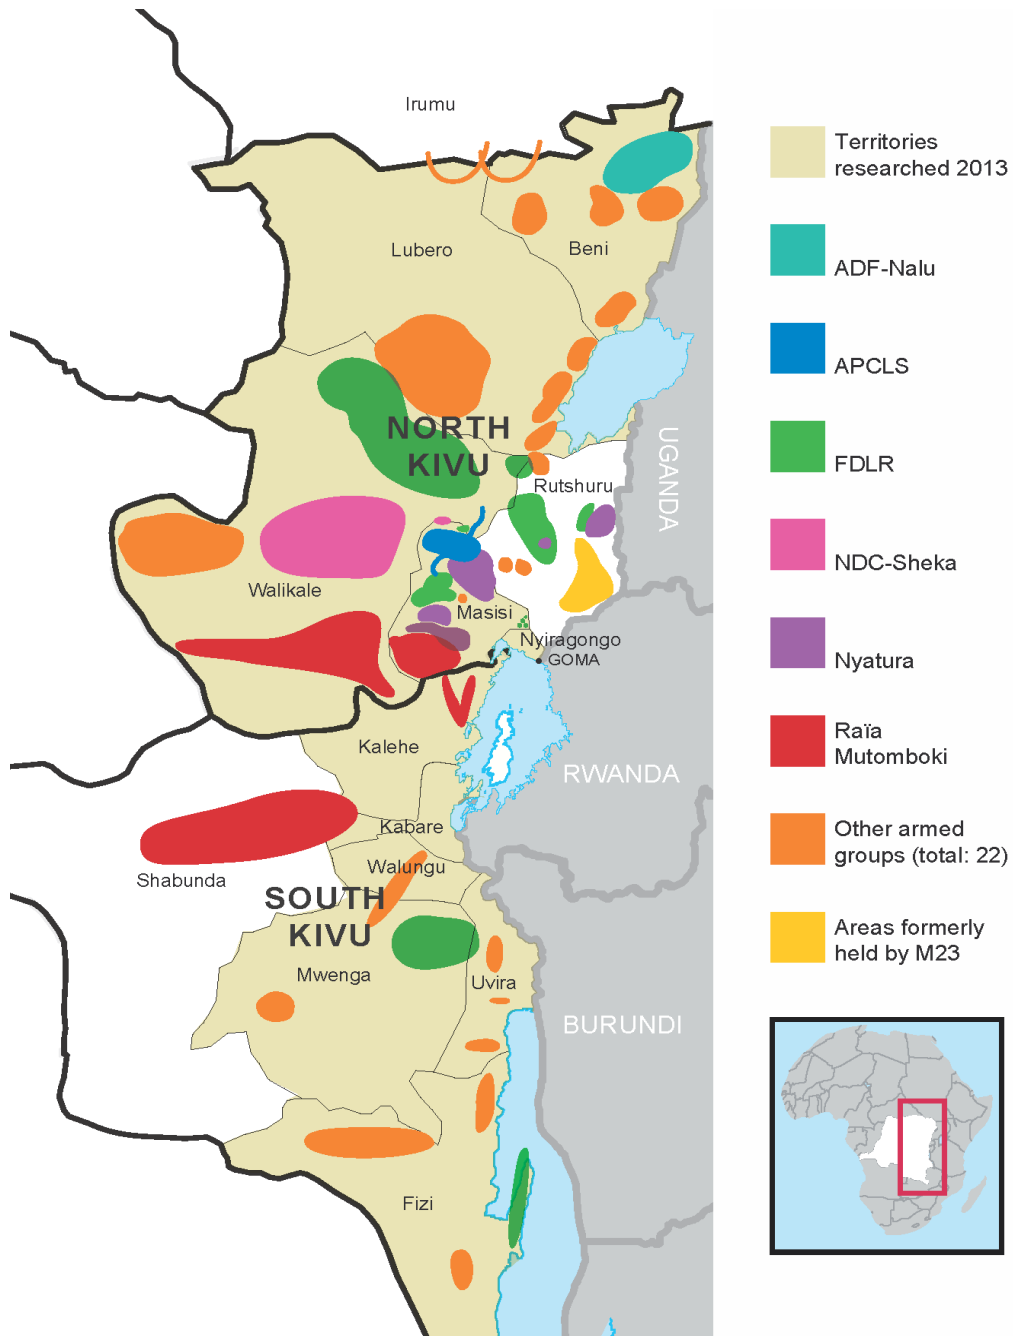 Irumu
Lubero
Beni
NORTH
KIVU
UGANDA
Rutshuru
Walikale
Masisi
Nyiragongo
GOMA
Kalehe
RWANDA
Kabare
Walungu
Shabunda
SOUTH
KIVU
Mwenga
Uvira
BURUNDI
Fizi
Territories
researched 2013
ADF-Nalu
APCLS
FDLR
NDC-Sheka
Nyatura
Raïa
Mutomboki
Other armed
groups (total: 22)
Areas formerly
held by M23